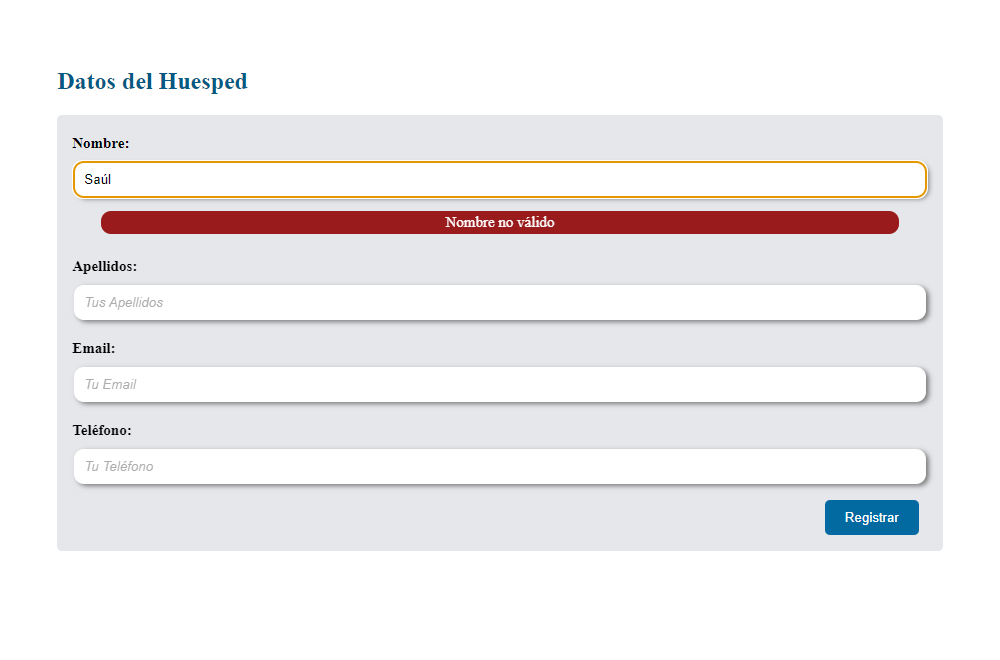 Datos del Huesped
Nombre:
Saúl
Nombre no válido
Apellidos:
Tus Apellidos
Email:
Tu Email
Teléfono:
Tu Teléfono
Registrar